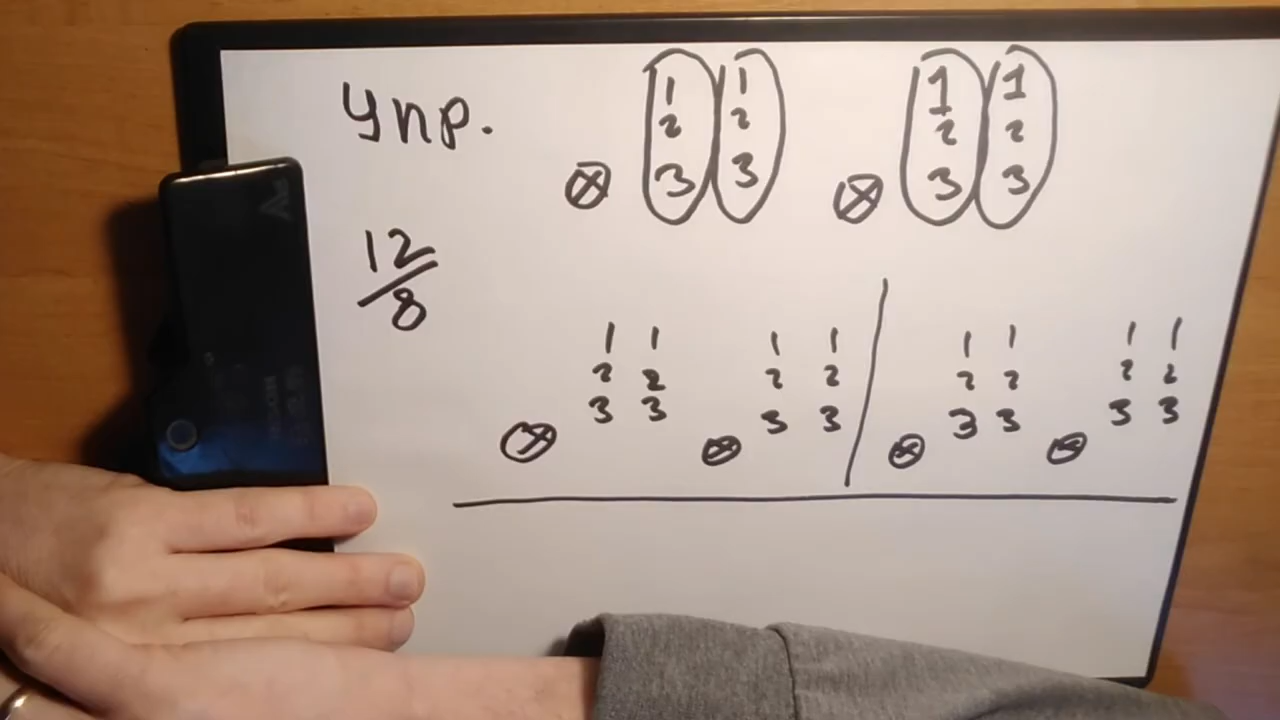 Упр.
1 1 1 1
2 2 2 2
⊗ 3 3 ⊗ 3 3
12/8
1 1 1 1 | 1 1 1 1
2 2 2 2 | 2 2 2 2
3 3 3 3 | 3 3 3 3
⊗ ⊗ ⊗ ⊗